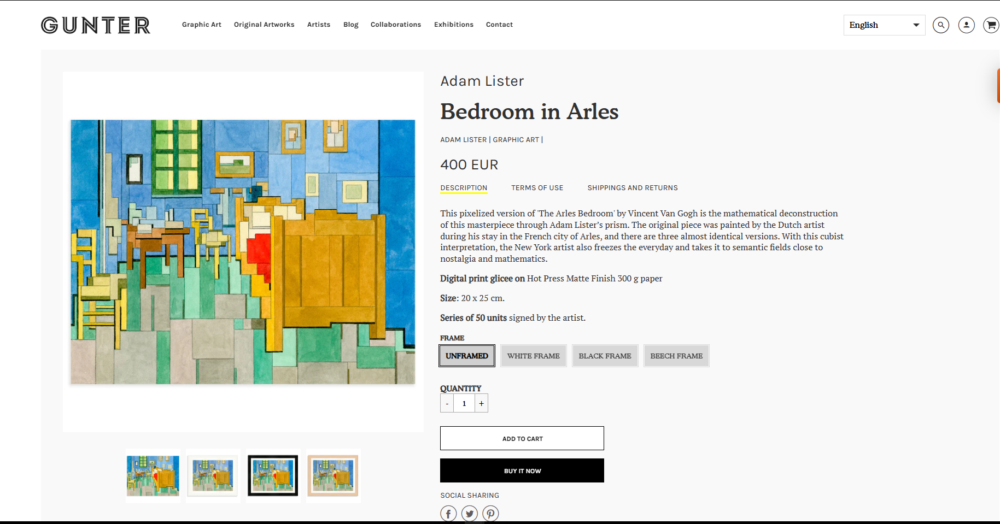 GUNTER
Graphic Art
Original Artworks
Artists
Blog
Collaborations
Exhibitions
Contact
English
Adam Lister
Bedroom in Arles
ADAM LISTER | GRAPHIC ART |
400 EUR
DESCRIPTION
TERMS OF USE
SHIPPINGS AND RETURNS
This pixelized version of 'The Arles Bedroom' by Vincent Van Gogh is the mathematical deconstruction
of this masterpiece through Adam Lister’s prism. The original piece was painted by the Dutch artist
during his stay in the French city of Arles, and there are three almost identical versions. With this cubist
interpretation, the New York artist also freezes the everyday and takes it to semantic fields close to
nostalgia and mathematics.
Digital print glicee on Hot Press Matte Finish 300 g paper
Size: 20 x 25 cm.
Series of 50 units signed by the artist.
FRAME
UNFRAMED
WHITE FRAME
BLACK FRAME
BEECH FRAME
QUANTITY
- 1 +
ADD TO CART
BUY IT NOW
SOCIAL SHARING